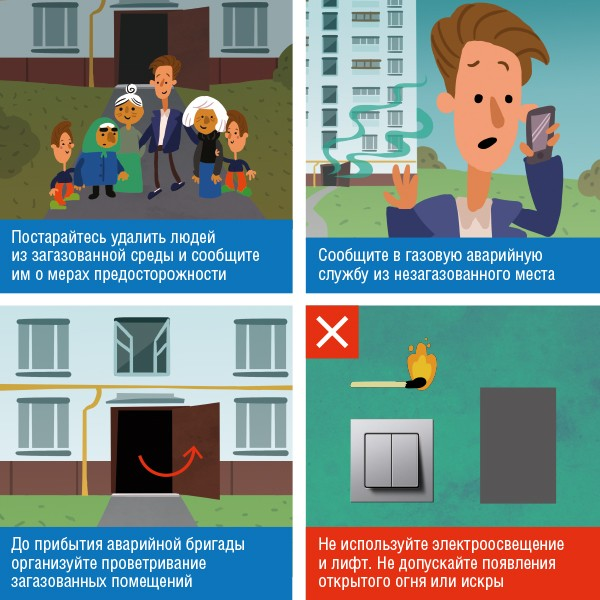 Постарайтесь удалить людей
из загазованной среды и сообщите
им о мерах предосторожности
Сообщите в газовую аварийную
службу из незагазованного места
До прибытия аварийной бригады
организуйте проветривание
загазованных помещений
Не используйте электроосвещение
и лифт. Не допускайте появления
открытого огня или искры